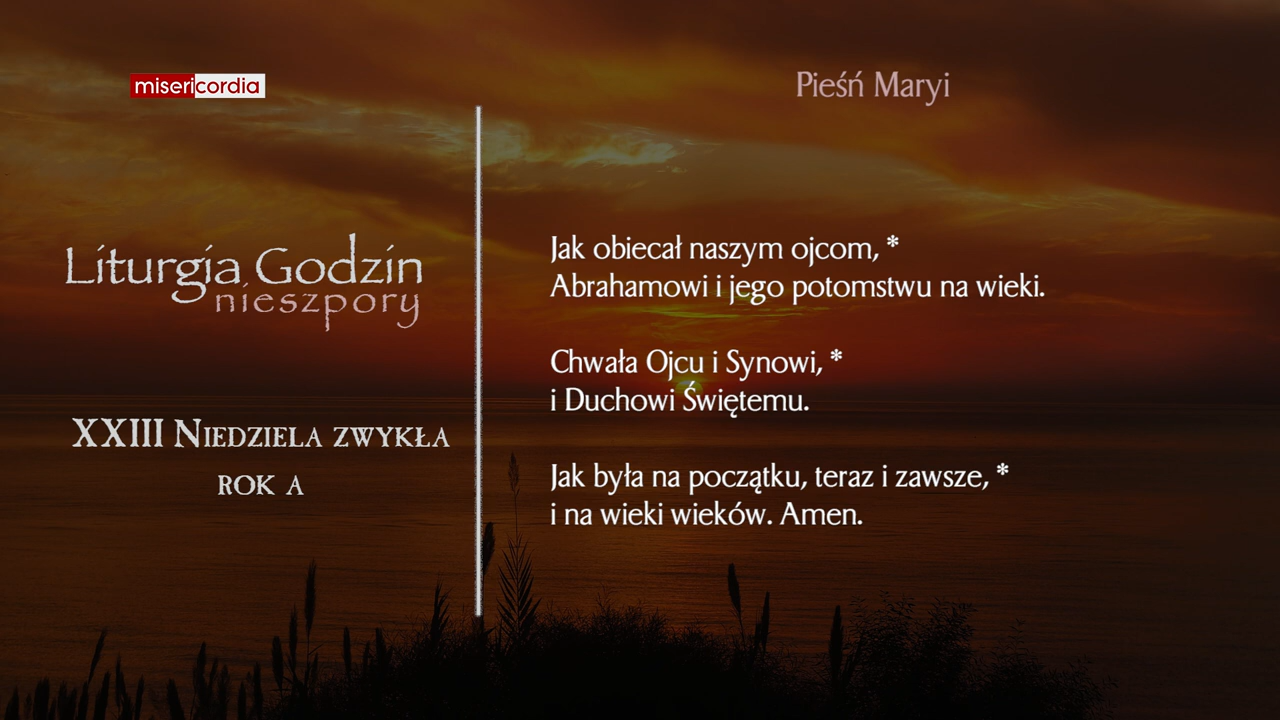 misericordia
Pieśń Maryi
Liturgia Godzin
nieszpory
XXIII Niedziela zwykła
rok A
Jak obiecał naszym ojcom, *
Abrahamowi i jego potomstwu na wieki.
Chwała Ojcu i Synowi, *
i Duchowi Świętemu.
Jak była na początku, teraz i zawsze, *
i na wieki wieków. Amen.